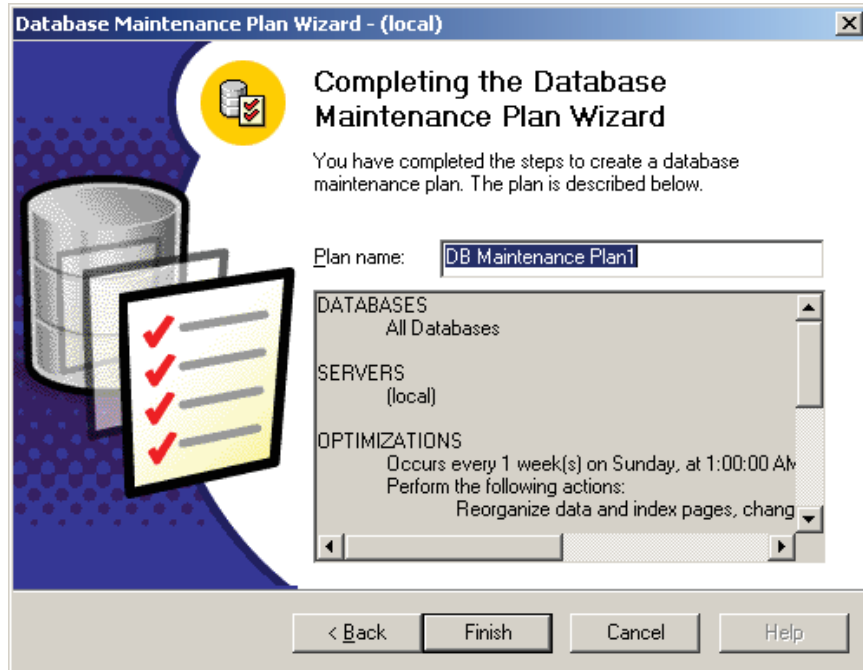 Database Maintenance Plan Wizard - (local)
Completing the Database
Maintenance Plan Wizard
You have completed the steps to create a database
maintenance plan. The plan is described below.
Plan name: DB Maintenance Plan1
DATABASES
All Databases
SERVERS
(local)
OPTIMIZATIONS
Occurs every 1 week(s) on Sunday, at 1:00:00 AM
Perform the following actions:
Reorganize data and index pages, chang
< Back Finish Cancel Help